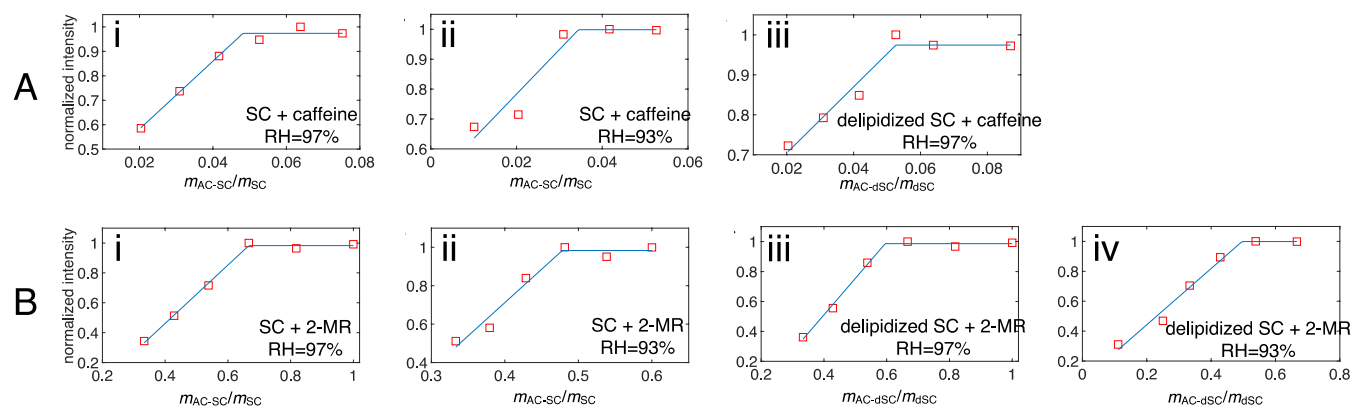 A
normalized intensity
i
1
0.9
0.8
0.7
0.6
0.5
0.02
0.04
0.06
0.08
SC + caffeine
RH=97%
mAC-SC/mSC
ii
1
0.8
0.6
0.4
0
0.02
0.04
0.06
SC + caffeine
RH=93%
mAC-SC/mSC
iii
1
0.9
0.8
0.7
0.02
0.04
0.06
0.08
delipidized SC + caffeine
RH=97%
mAC-dSC/mdSC
B
normalized intensity
i
1
0.8
0.6
0.4
0.2
0.2
0.4
0.6
0.8
1
SC + 2-MR
RH=97%
mAC-SC/mSC
ii
1
0.8
0.6
0.4
0.3
0.4
0.5
0.6
SC + 2-MR
RH=93%
mAC-SC/mSC
iii
1
0.8
0.6
0.4
0.2
0.2
0.4
0.6
0.8
1
delipidized SC + 2-MR
RH=97%
mAC-dSC/mdSC
iv
1
0.8
0.6
0.4
0.2
0
0.2
0.4
0.6
0.8
delipidized SC + 2-MR
RH=93%
mAC-dSC/mdSC